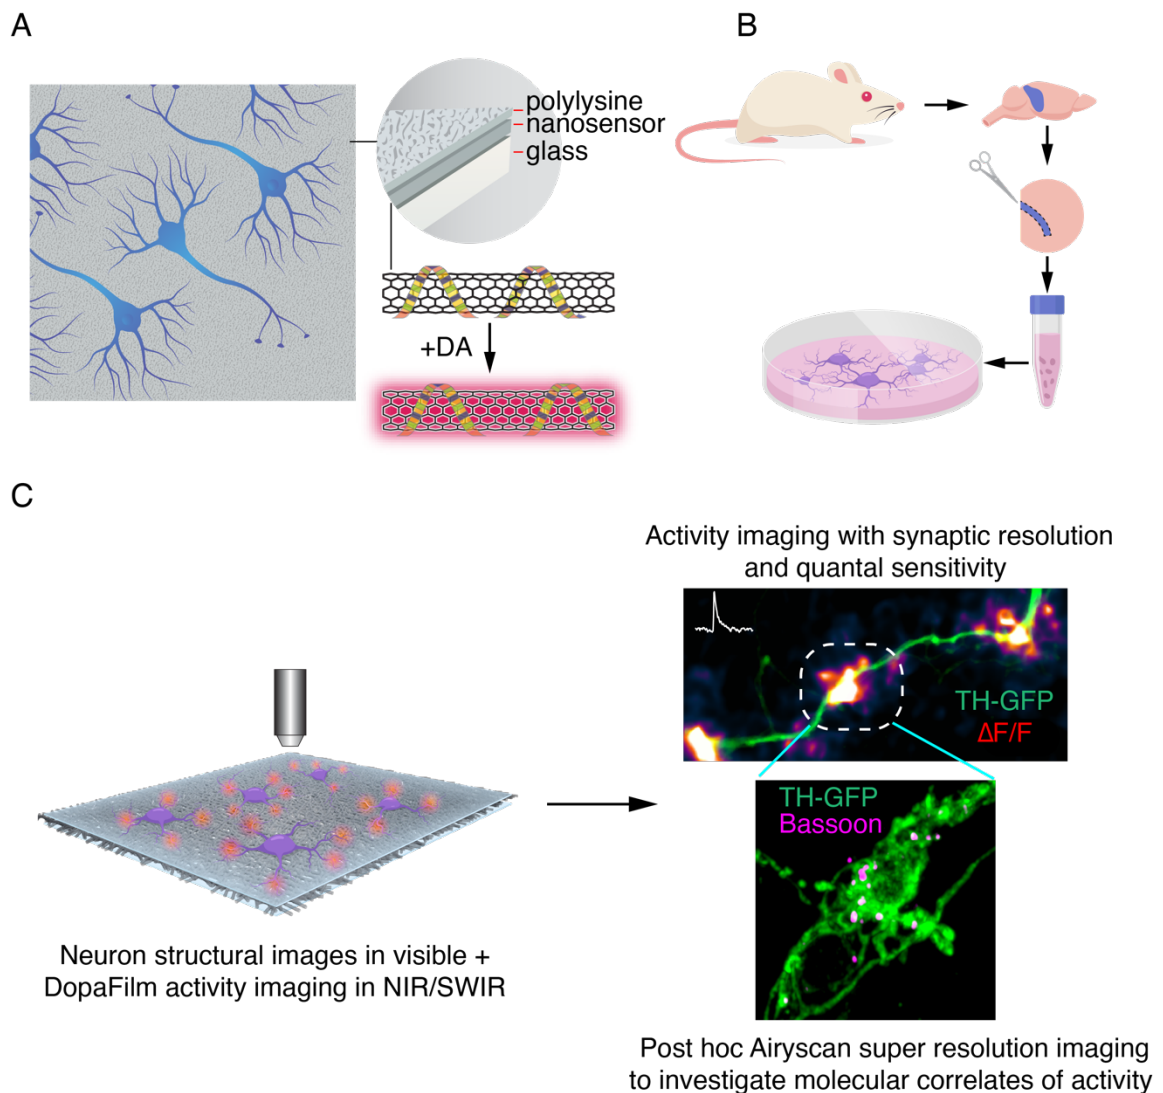 A
polylysine
nanosensor
glass
+DA
B
C
Neuron structural images in visible +
DopaFilm activity imaging in NIR/SWIR
Activity imaging with synaptic resolution
and quantal sensitivity
TH-GFP
ΔF/F
TH-GFP
Bassoon
Post hoc Airyscan super resolution imaging
to investigate molecular correlates of activity